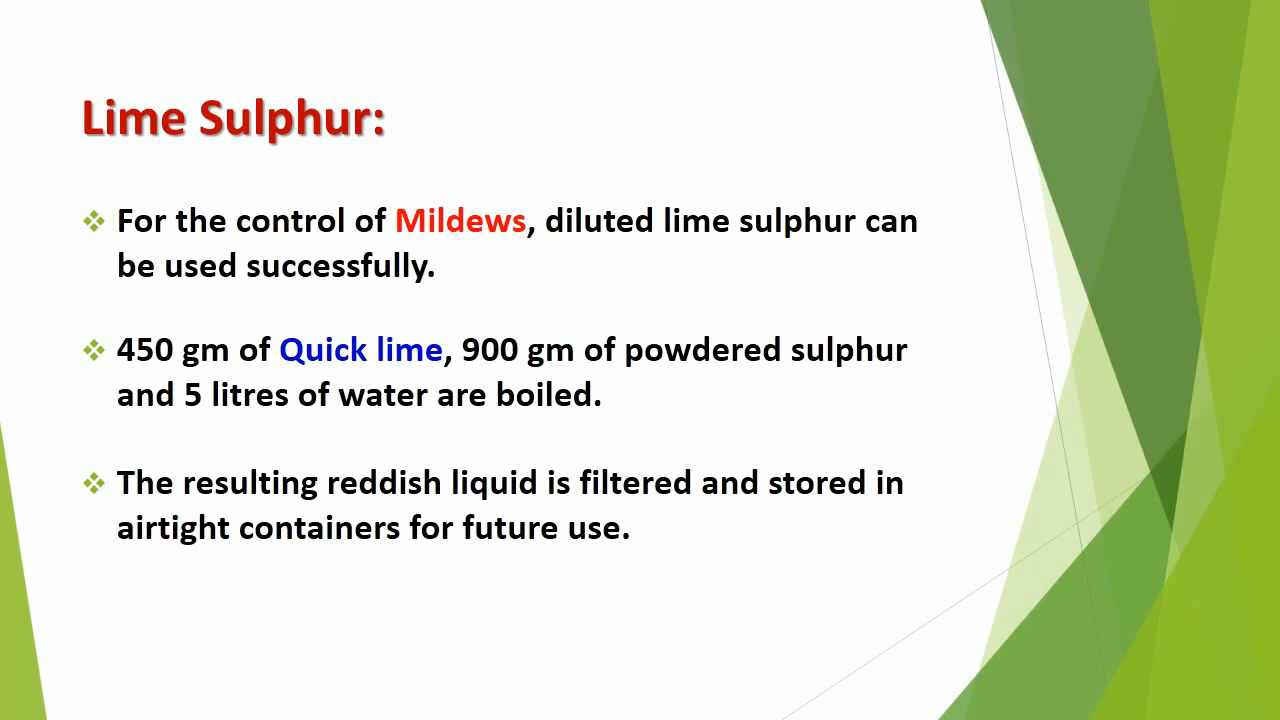 Lime Sulphur:
For the control of Mildews, diluted lime sulphur can
be used successfully.
450 gm of Quick lime, 900 gm of powdered sulphur
and 5 litres of water are boiled.
The resulting reddish liquid is filtered and stored in
airtight containers for future use.